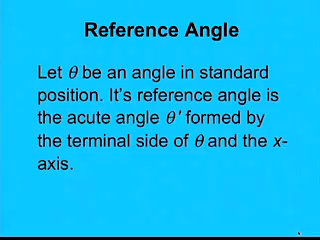 Reference Angle
Let θ be an angle in standard
position. It's reference angle is
the acute angle θ' formed by
the terminal side of θ and the x-
axis.